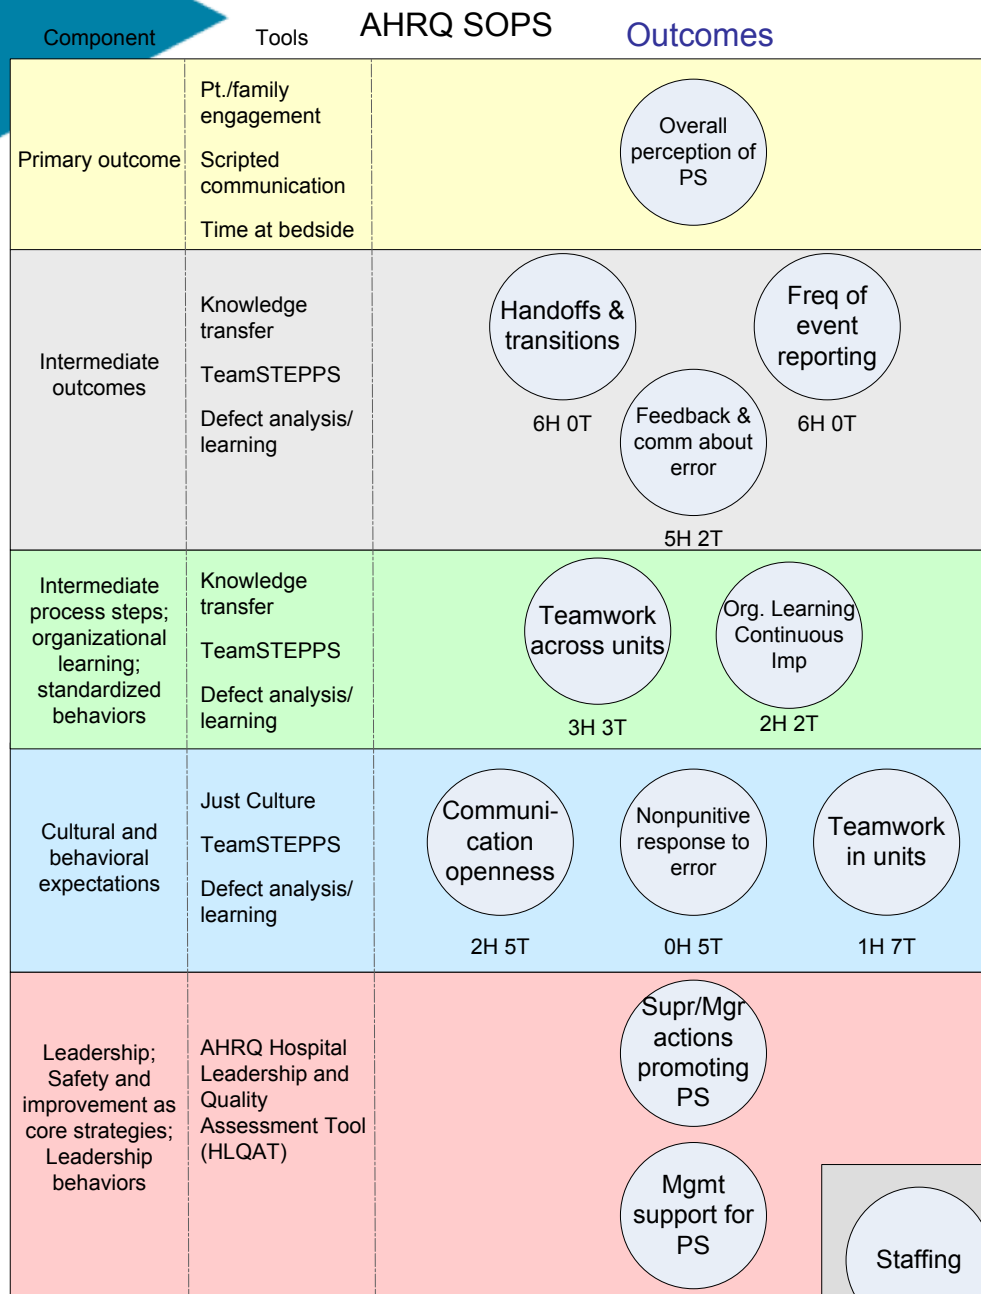 Component
Tools
AHRQ SOPS
Outcomes
Primary outcome
Pt./family
engagement
Scripted
communication
Time at bedside
Overall
perception of
PS
Intermediate
outcomes
Knowledge
transfer
TeamSTEPPS
Defect analysis/
learning
Handoffs &
transitions
6H 0T
Feedback &
comm about
error
5H 2T
Freq of
event
reporting
6H 0T
Intermediate
process steps;
organizational
learning;
standardized
behaviors
Knowledge
transfer
TeamSTEPPS
Defect analysis/
learning
Teamwork
across units
3H 3T
Org. Learning
Continuous
Imp
2H 2T
Cultural and
behavioral
expectations
Just Culture
TeamSTEPPS
Defect analysis/
learning
Communi-
cation
openness
2H 5T
Nonpunitive
response to
error
0H 5T
Teamwork
in units
1H 7T
Leadership;
Safety and
improvement as
core strategies;
Leadership
behaviors
AHRQ Hospital
Leadership and
Quality
Assessment Tool
(HLQAT)
Supr/Mgr
actions
promoting
PS
Mgmt
support for
PS
Staffing